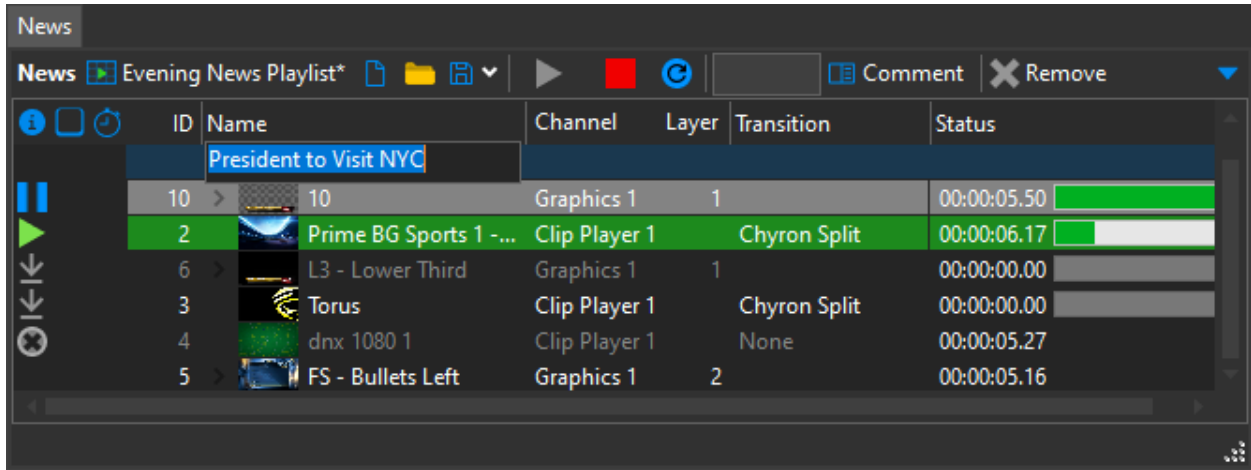 News
News Evening News Playlist* Comment Remove
ID Name Channel Layer Transition Status
President to Visit NYC
10 10 Graphics 1 1 00:00:05.50
2 Prime BG Sports 1 -... Clip Player 1 Chyron Split 00:00:06.17
6 L3 - Lower Third Graphics 1 1 00:00:00.00
3 Torus Clip Player 1 Chyron Split 00:00:00.00
4 dnx 1080 1 Clip Player 1 None 00:00:05.27
5 FS - Bullets Left Graphics 1 2 00:00:05.16